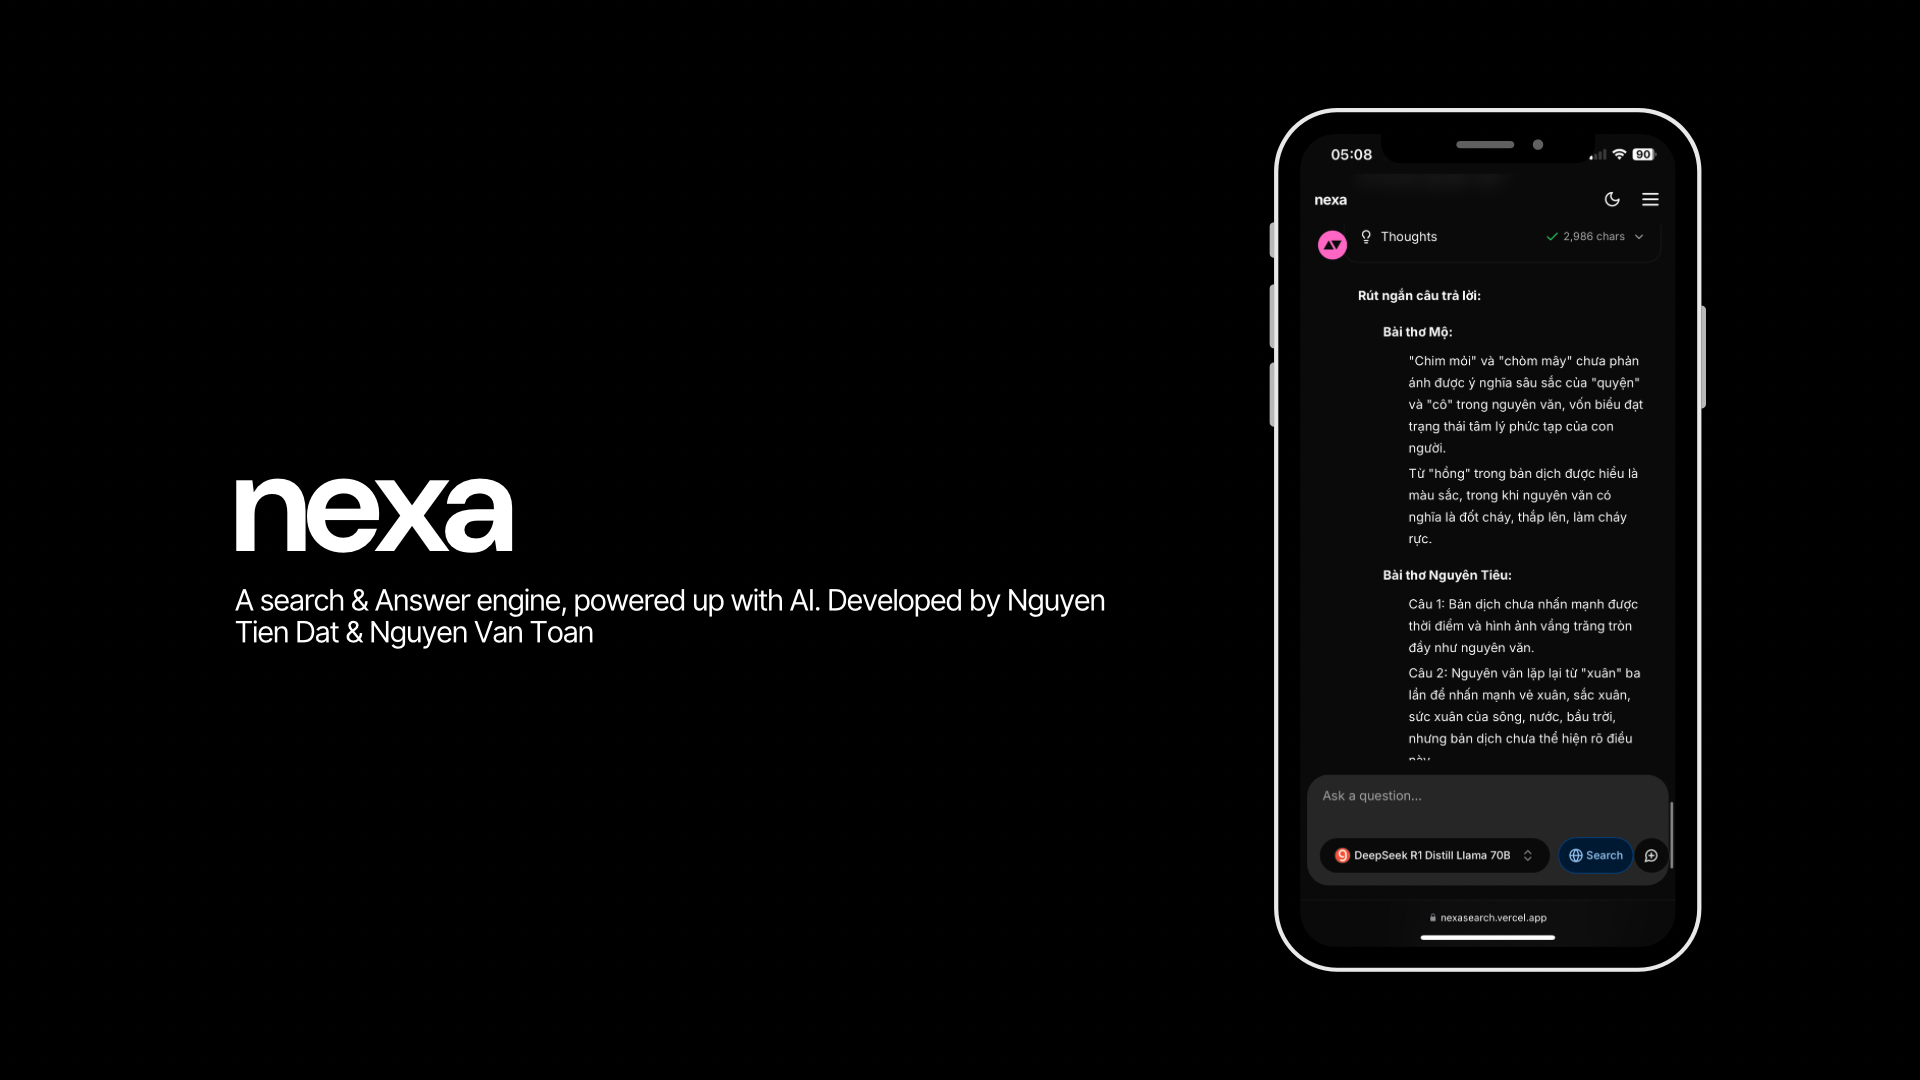 nexa
A search & Answer engine, powered up with AI. Developed by Nguyen
Tien Dat & Nguyen Van Toan
05:08
90
nexa
Thoughts
2,986 chars
Rút ngắn câu trả lời:
Bài thơ Mộ:
"Chim mỏi" và "chòm mây" chưa phản
ánh được ý nghĩa sâu sắc của "quyện"
và "cô" trong nguyên văn, vốn biểu đạt
trạng thái tâm lý phức tạp của con
người.
Từ "hồng" trong bản dịch được hiểu là
màu sắc, trong khi nguyên văn có
nghĩa là đốt cháy, thắp lên, làm cháy
rực.
Bài thơ Nguyên Tiêu:
Câu 1: Bản dịch chưa nhấn mạnh được
thời điểm và hình ảnh vầng trăng tròn
đầy như nguyên văn.
Câu 2: Nguyên văn lặp lại từ "xuân" ba
lần để nhấn mạnh vẻ xuân, sắc xuân,
sức xuân của sông, nước, bầu trời,
nhưng bản dịch chưa thể hiện rõ điều
này.
Ask a question...
DeepSeek R1 Distill Llama 70B
Search
nexasearch.vercel.app